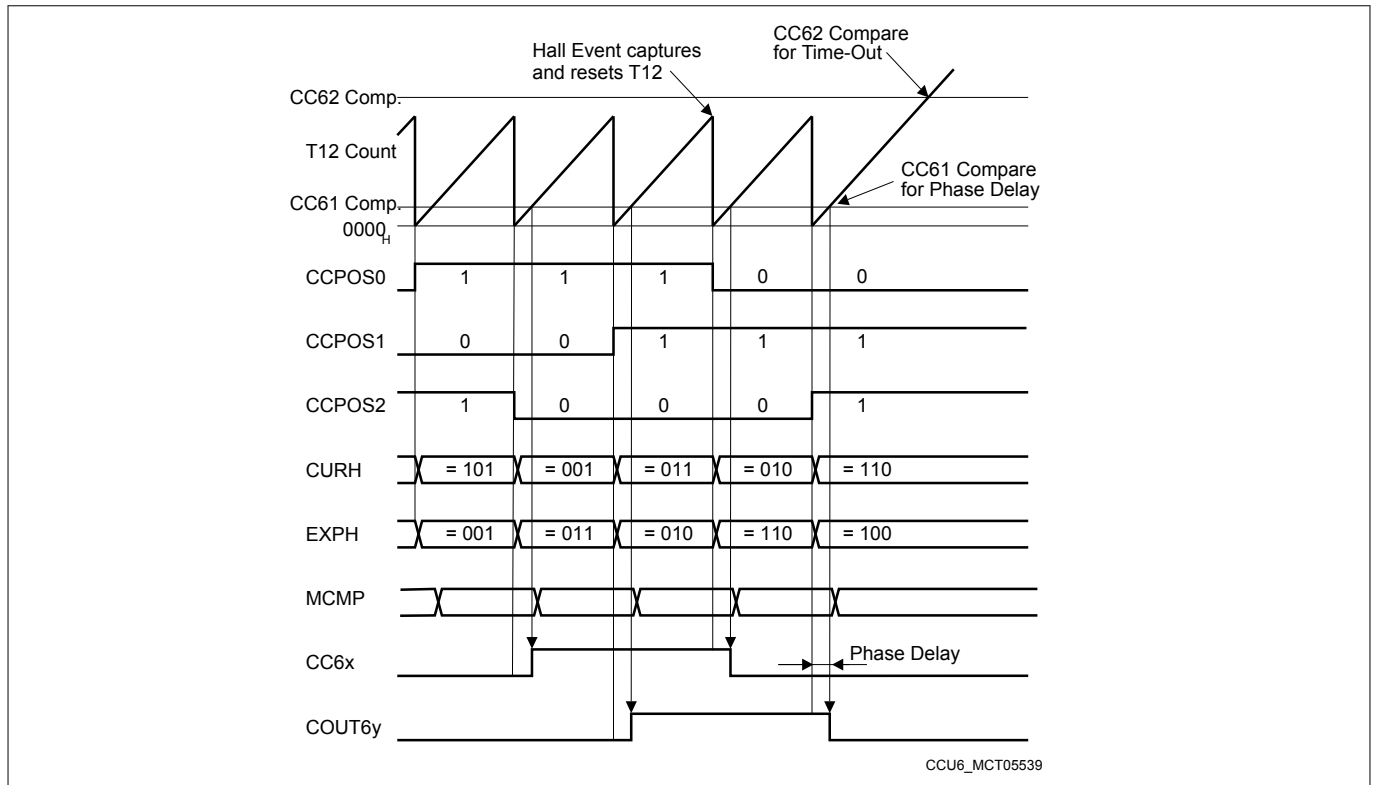 CC62 Compare
for Time-Out
Hall Event captures
and resets T12
CC62 Comp.
T12 Count
CC61 Compare
for Phase Delay
CC61 Comp.
0000H
CCPOS0 1 1 1 0 0
CCPOS1 0 0 1 1 1
CCPOS2 1 0 0 0 1
CURH = 101 = 001 = 011 = 010 = 110
EXPH = 001 = 011 = 010 = 110 = 100
MCMP
CC6x
Phase Delay
COUT6y
CCU6_MCT05539